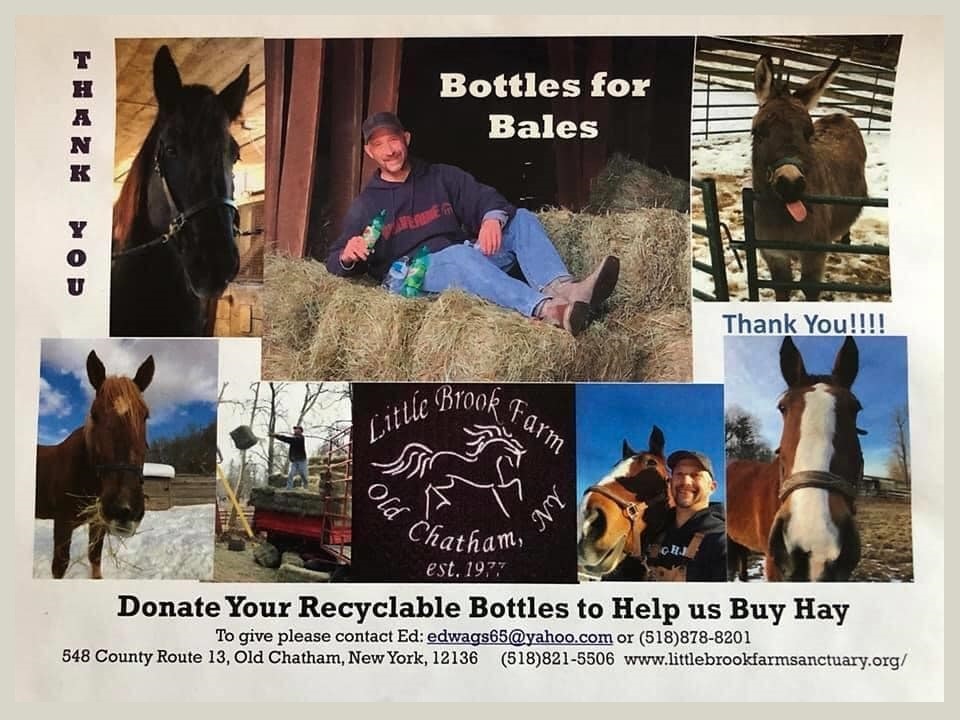 THANK YOU
Bottles for
Bales
Thank You!!!!
Little Brook Farm
Old Chatham, NY
est. 1977
Donate Your Recyclable Bottles to Help us Buy Hay
To give please contact Ed: edwags65@yahoo.com or (518)878-8201
548 County Route 13, Old Chatham, New York, 12136 (518)821-5506 www.littlebrookfarmsanctuary.org/